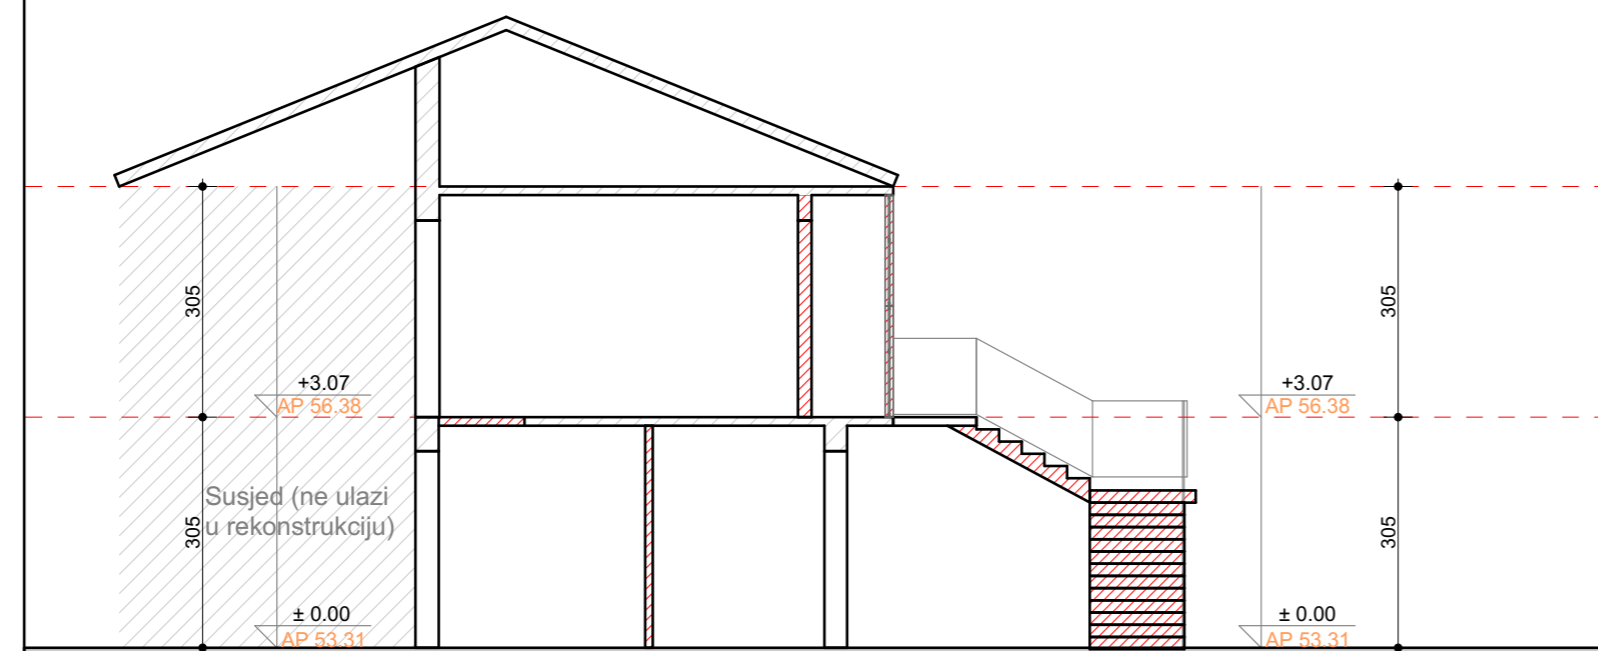 305
305
+3.07
+3.07
AP 56.38
AP 56.38
Susjed (ne ulazi
u rekonstrukciju)
305
305
± 0.00
± 0.00
AP 53.31
AP 53.31